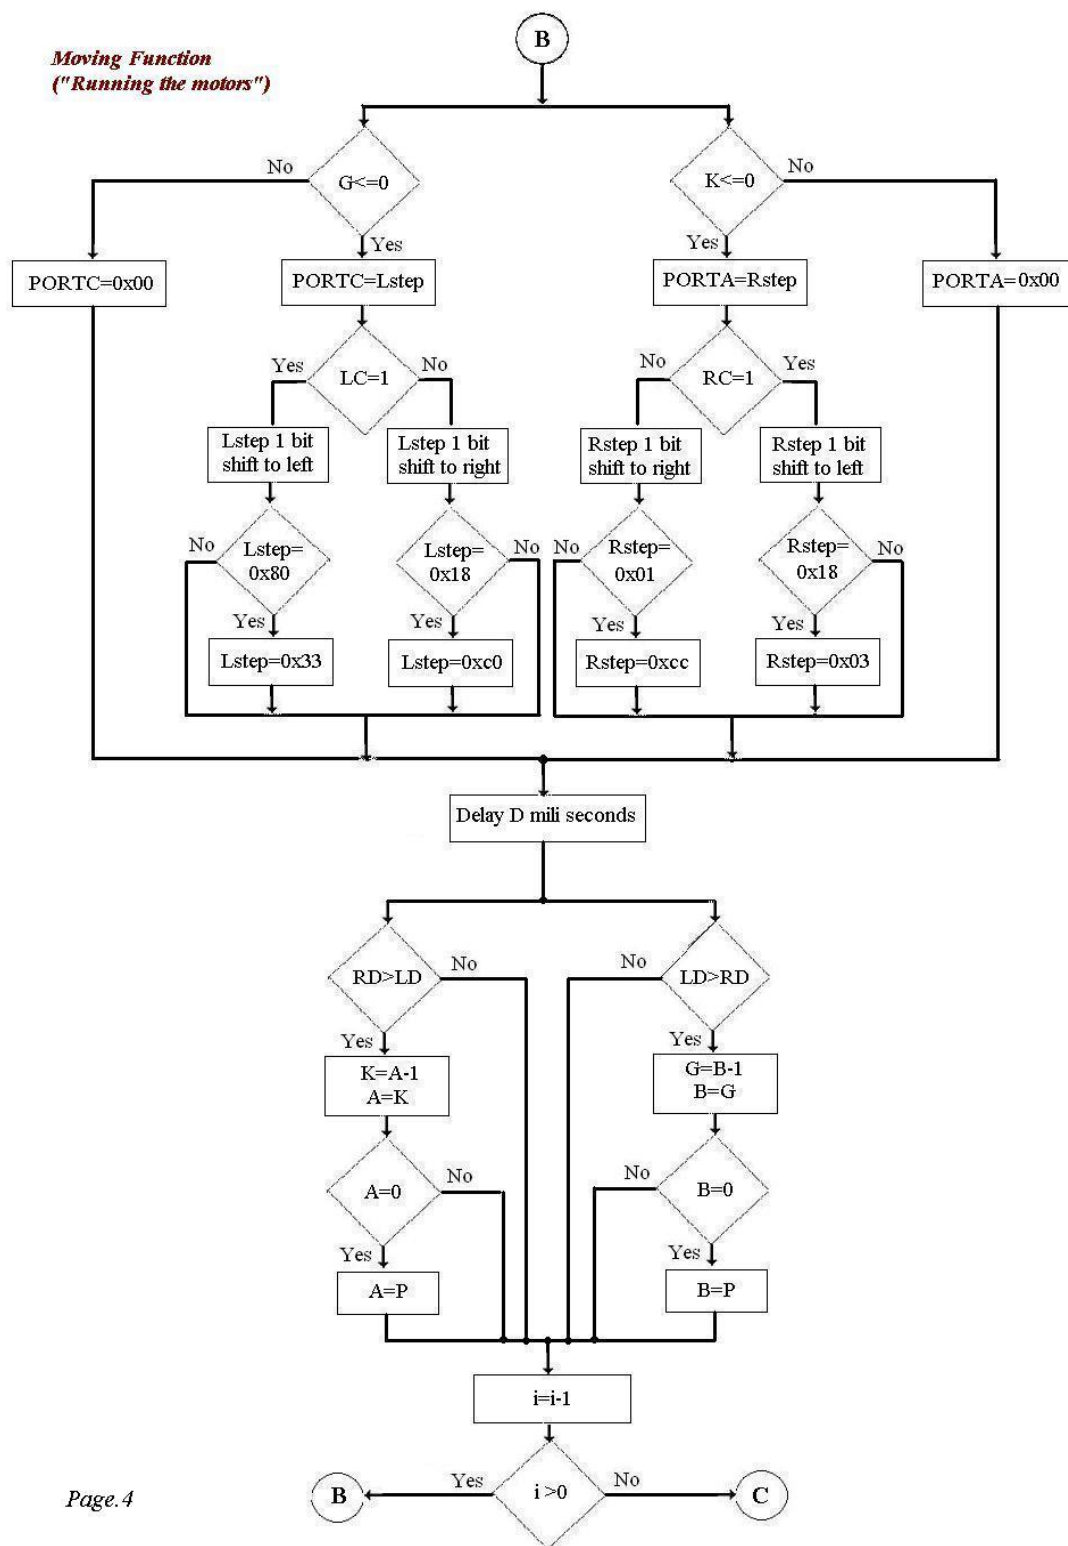 B
Moving Function
("Running the motors")
No
G<=0
K<=0
No
Yes
Yes
PORTC=0x00
PORTC=Lstep
PORTA=Rstep
PORTA=0x00
Yes
LC=1
No
No
RC=1
Yes
Lstep 1 bit
shift to left
Lstep 1 bit
shift to right
Rstep 1 bit
shift to right
Rstep 1 bit
shift to left
No
Lstep=
0x80
Lstep=
0x18
No
No
Rstep=
0x01
Rstep=
0x18
No
Yes
Yes
Yes
Yes
Lstep=0x33
Lstep=0xc0
Rstep=0xcc
Rstep=0x03
Delay D mili seconds
RD>LD
No
No
LD>RD
Yes
Yes
K=A-1
A=K
G=B-1
B=G
A=0
No
No
B=0
Yes
Yes
A=P
B=P
i=i-1
Page.4
B
Yes
i >0
No
C